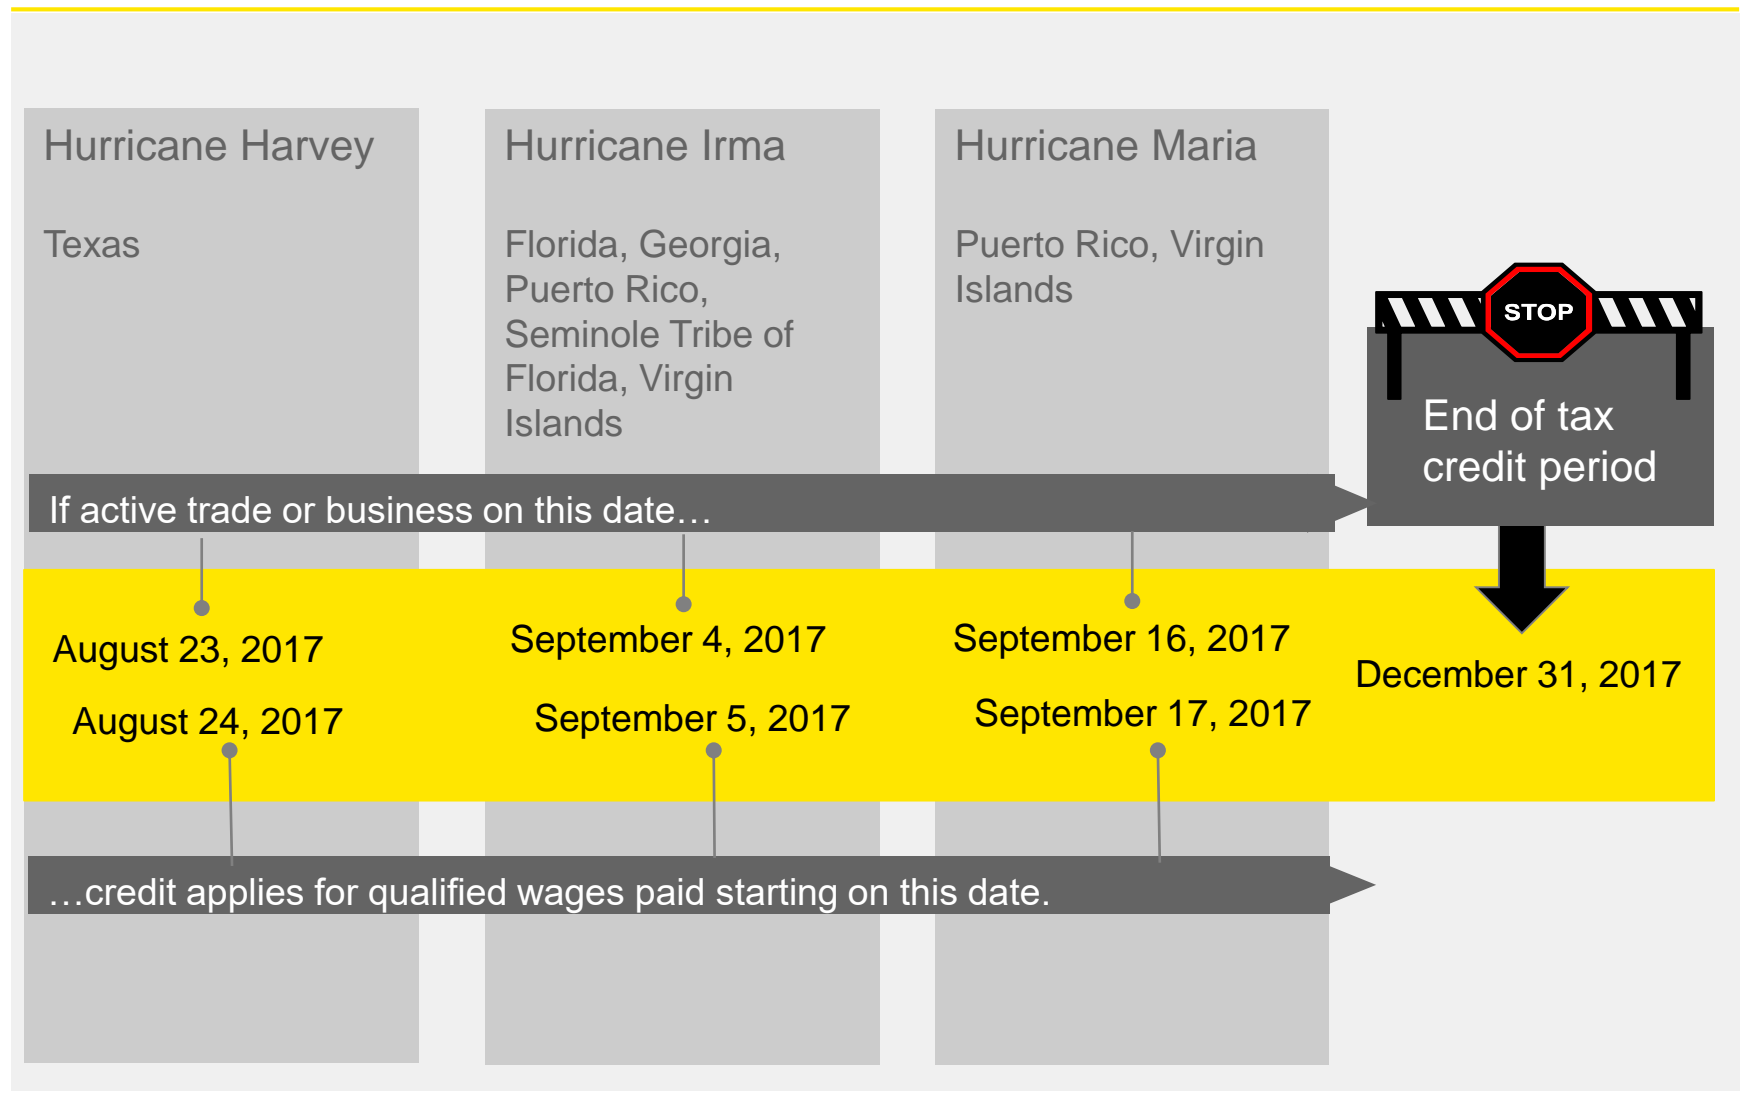 Hurricane Harvey
Texas
Hurricane Irma
Florida, Georgia,
Puerto Rico,
Seminole Tribe of
Florida, Virgin
Islands
Hurricane Maria
Puerto Rico, Virgin
Islands
STOP
End of tax
credit period
If active trade or business on this date…
August 23, 2017
September 4, 2017
September 16, 2017
December 31, 2017
August 24, 2017
September 5, 2017
September 17, 2017
…credit applies for qualified wages paid starting on this date.